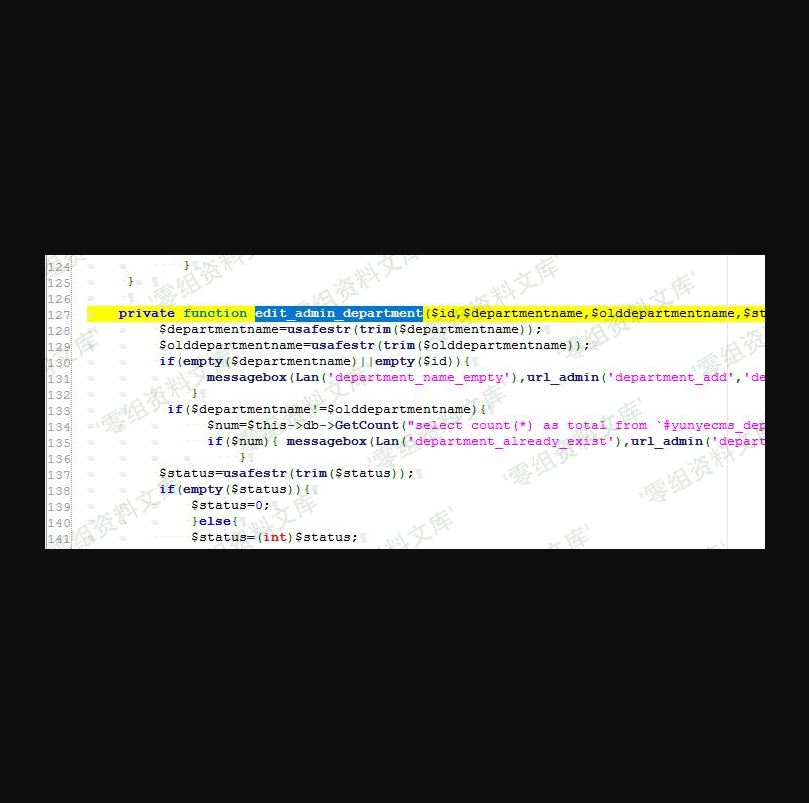 124 }
125 }
126
127 private function edit_admin_department($id,$departmentname,$olddepartmentname,$st
128 $departmentname=usafestr(trim($departmentname));
129 $olddepartmentname=usafestr(trim($olddepartmentname));
130 if(empty($departmentname)||empty($id)){
131 messagebox(Lan('department_name_empty'),url_admin('department_add','de
132 }
133 if($departmentname!=$olddepartmentname){
134 $num=$this->db->GetCount("select count(*) as total from `#yunyecms_dep
135 if($num){ messagebox(Lan('department_already_exist'),url_admin('depart
136 }
137 $status=usafestr(trim($status));
138 if(empty($status)){
139 $status=0;
140 }else{
141 $status=(int)$status;
'零组资料文库'